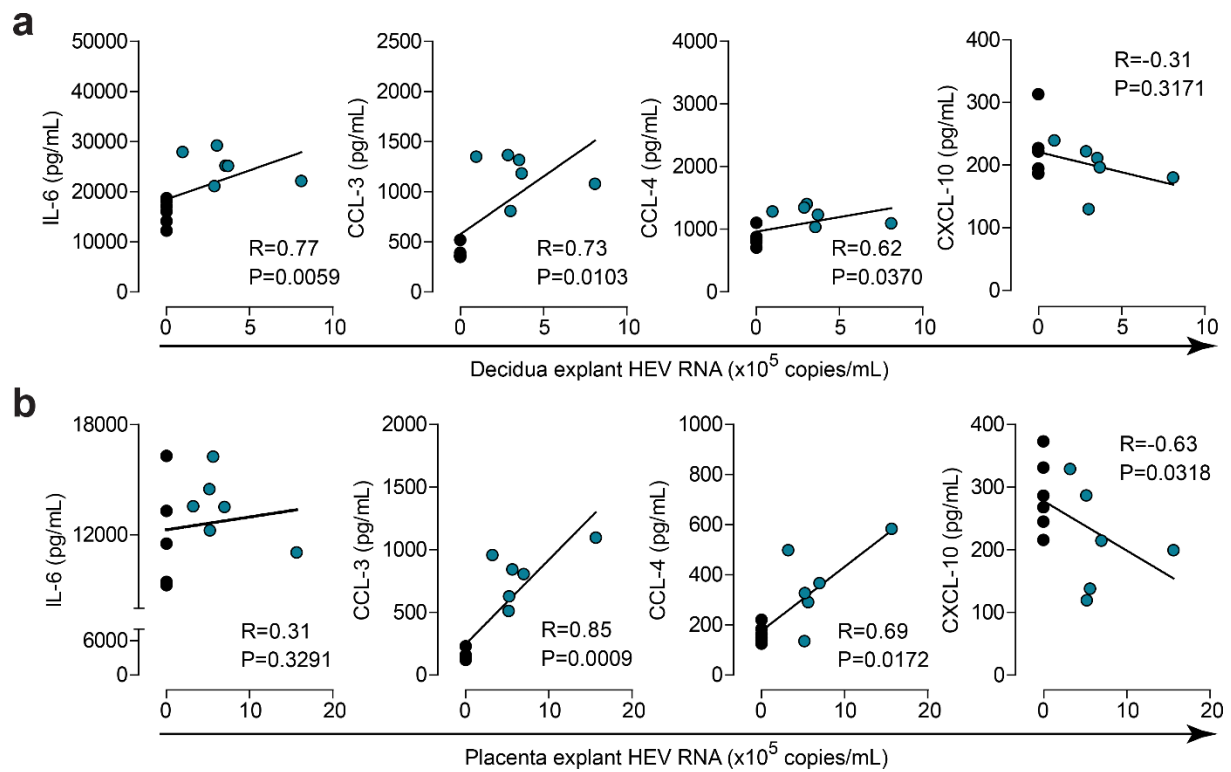 a
IL-6 (pg/mL)
50000
40000
30000
20000
10000
0
0 5 10
R=0.77
P=0.0059
CCL-3 (pg/mL)
2500
2000
1500
1000
500
0
0 5 10
R=0.73
P=0.0103
CCL-4 (pg/mL)
4000
3000
2000
1000
0
0 5 10
R=0.62
P=0.0370
CXCL-10 (pg/mL)
400
300
200
100
0
0 5 10
R=-0.31
P=0.3171
Decidua explant HEV RNA (x10⁵ copies/mL)
b
IL-6 (pg/mL)
18000
12000
6000
0
0 5 10 15 20
R=0.31
P=0.3291
CCL-3 (pg/mL)
2000
1500
1000
500
0
0 10 20
R=0.85
P=0.0009
CCL-4 (pg/mL)
1000
800
600
400
200
0
0 5 10 15 20
R=0.69
P=0.0172
CXCL-10 (pg/mL)
400
300
200
100
0
0 5 10 15 20
R=-0.63
P=0.0318
Placenta explant HEV RNA (x10⁵ copies/mL)